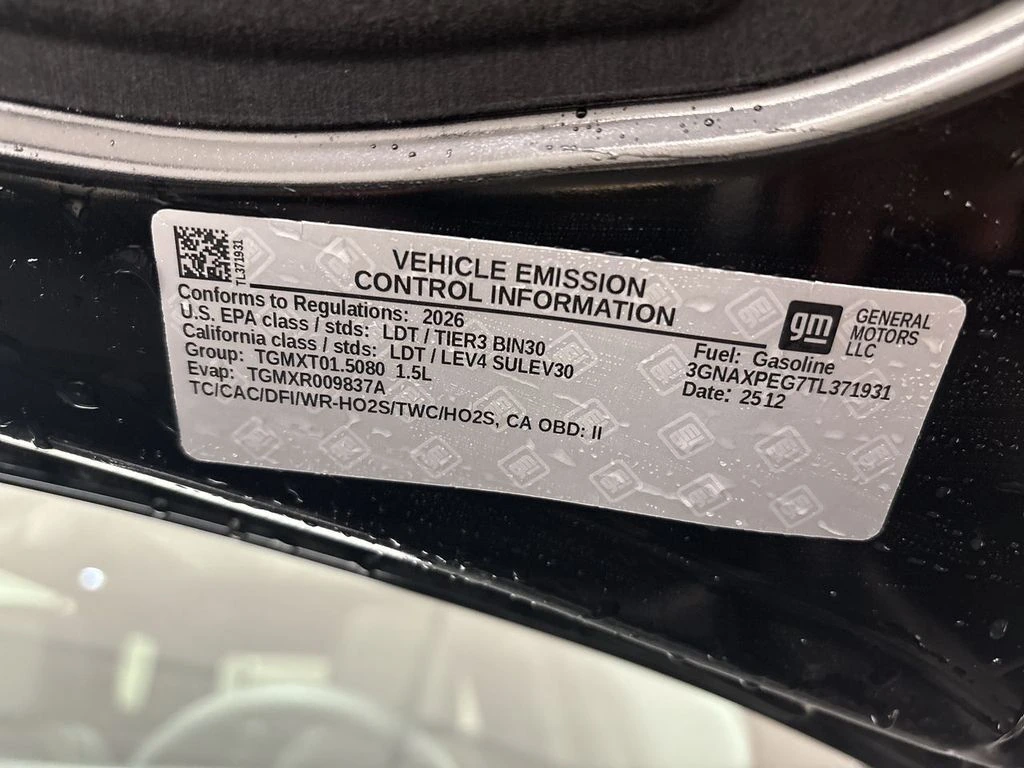 TL371931
VEHICLE EMISSION
CONTROL INFORMATION
Conforms to Regulations: 2026
U.S. EPA class / stds: LDT / TIER3 BIN30
California class / stds: LDT / LEV4 SULEV30
Group: TGMXT01.5080 1.5L
Evap: TGMXR009837A
TC/CAC/DFI/WR-HO2S/TWC/HO2S, CA OBD: II
gm
GENERAL
MOTORS
LLC
Fuel: Gasoline
3GNAXPEG7TL371931
Date: 2512